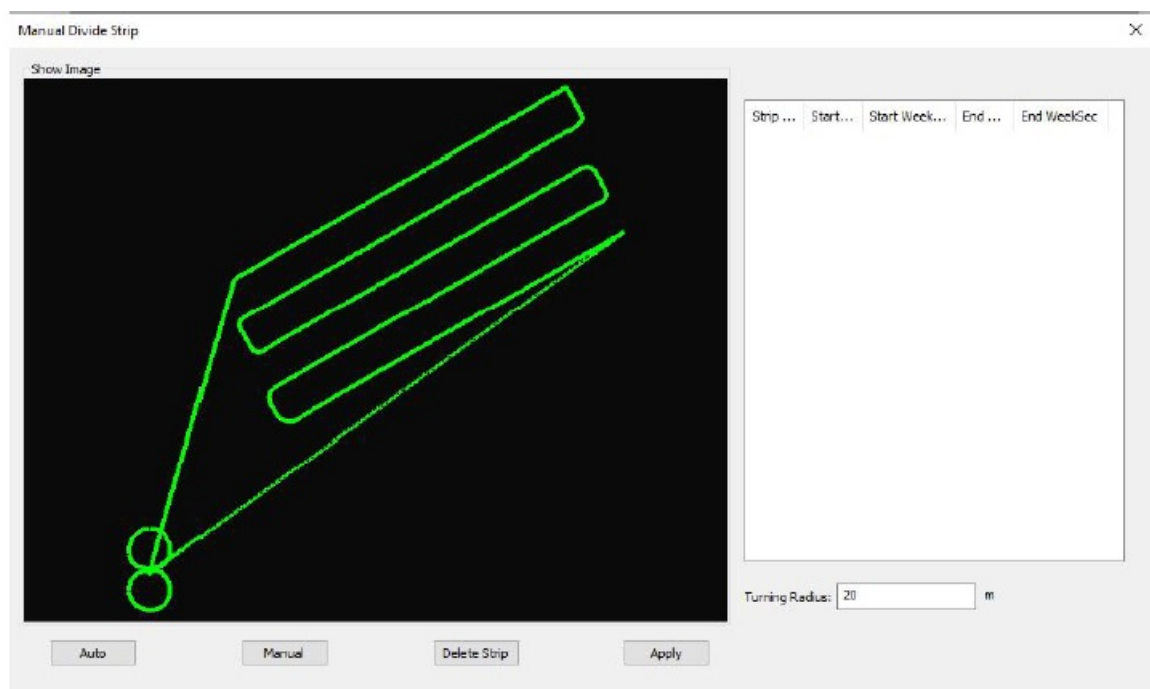 Manual Divide Strip
Show Image
Strip ... Start... Start Week... End ... End WeekSec
Turning Radius: 20 m
Auto Manual Delete Strip Apply